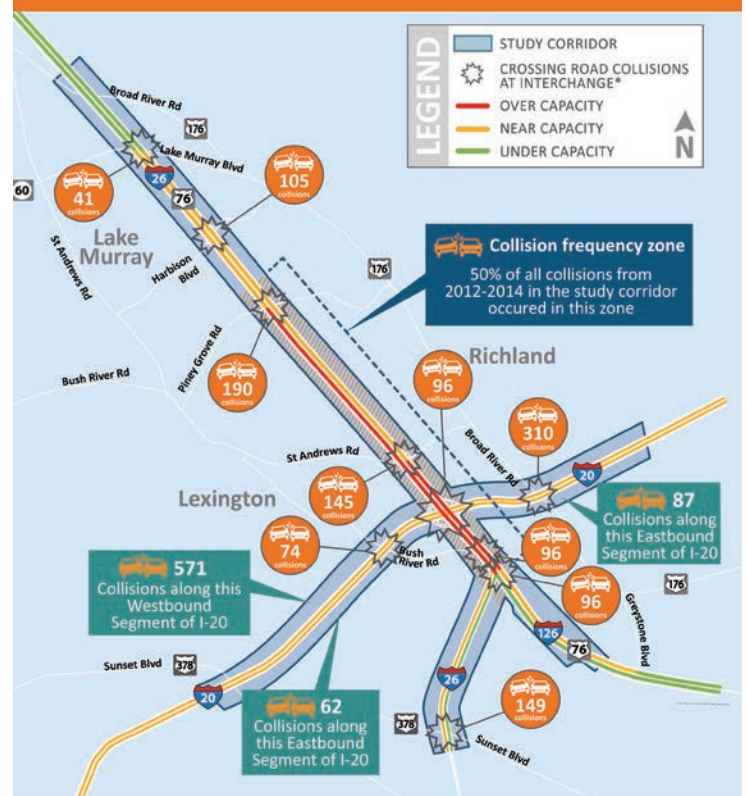 LEGEND
STUDY CORRIDOR
CROSSING ROAD COLLISIONS
AT INTERCHANGE*
OVER CAPACITY
NEAR CAPACITY
UNDER CAPACITY
N
Broad River Rd
176
Lake Murray Blvd
41
collisions
26
76
105
collisions
60
Lake
Murray
St Andrews Rd
Harbison
Blvd
176
Collision frequency zone
50% of all collisions from
2012-2014 in the study corridor
occured in this zone
Piney Grove Rd
190
collisions
Bush River Rd
Richland
96
collisions
310
collisions
Broad River Rd
St Andrews Rd
20
Lexington
145
collisions
87
Collisions along
this Eastbound
Segment of I-20
74
collisions
Bush
River Rd
96
collisions
176
571
Collisions along this
Westbound
Segment of I-20
96
collisions
Greystone Blvd
126
76
Sunset Blvd
378
20
62
Collisions along
this Eastbound
Segment of I-20
26
149
collisions
378
Sunset Blvd